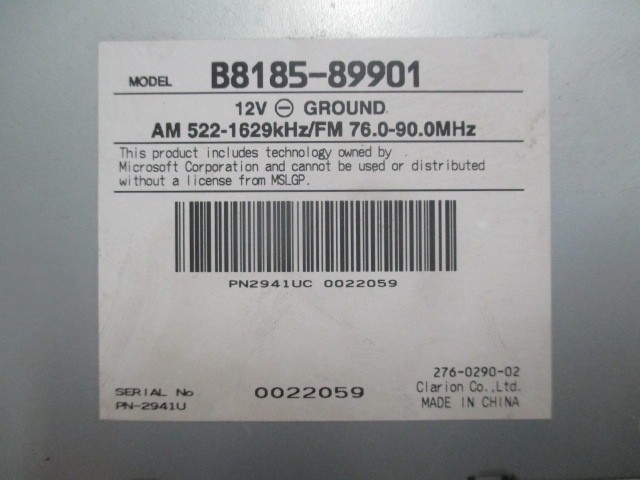 MODEL B8185-89901
12V ⊖ GROUND
AM 522-1629kHz/FM 76.0-90.0MHz
This product includes technology owned by
Microsoft Corporation and cannot be used or distributed
without a license from MSLGP.
PN2941UC 0022059
276-0290-02
SERIAL No 0022059 Clarion Co.,Ltd.
PN-2941U MADE IN CHINA